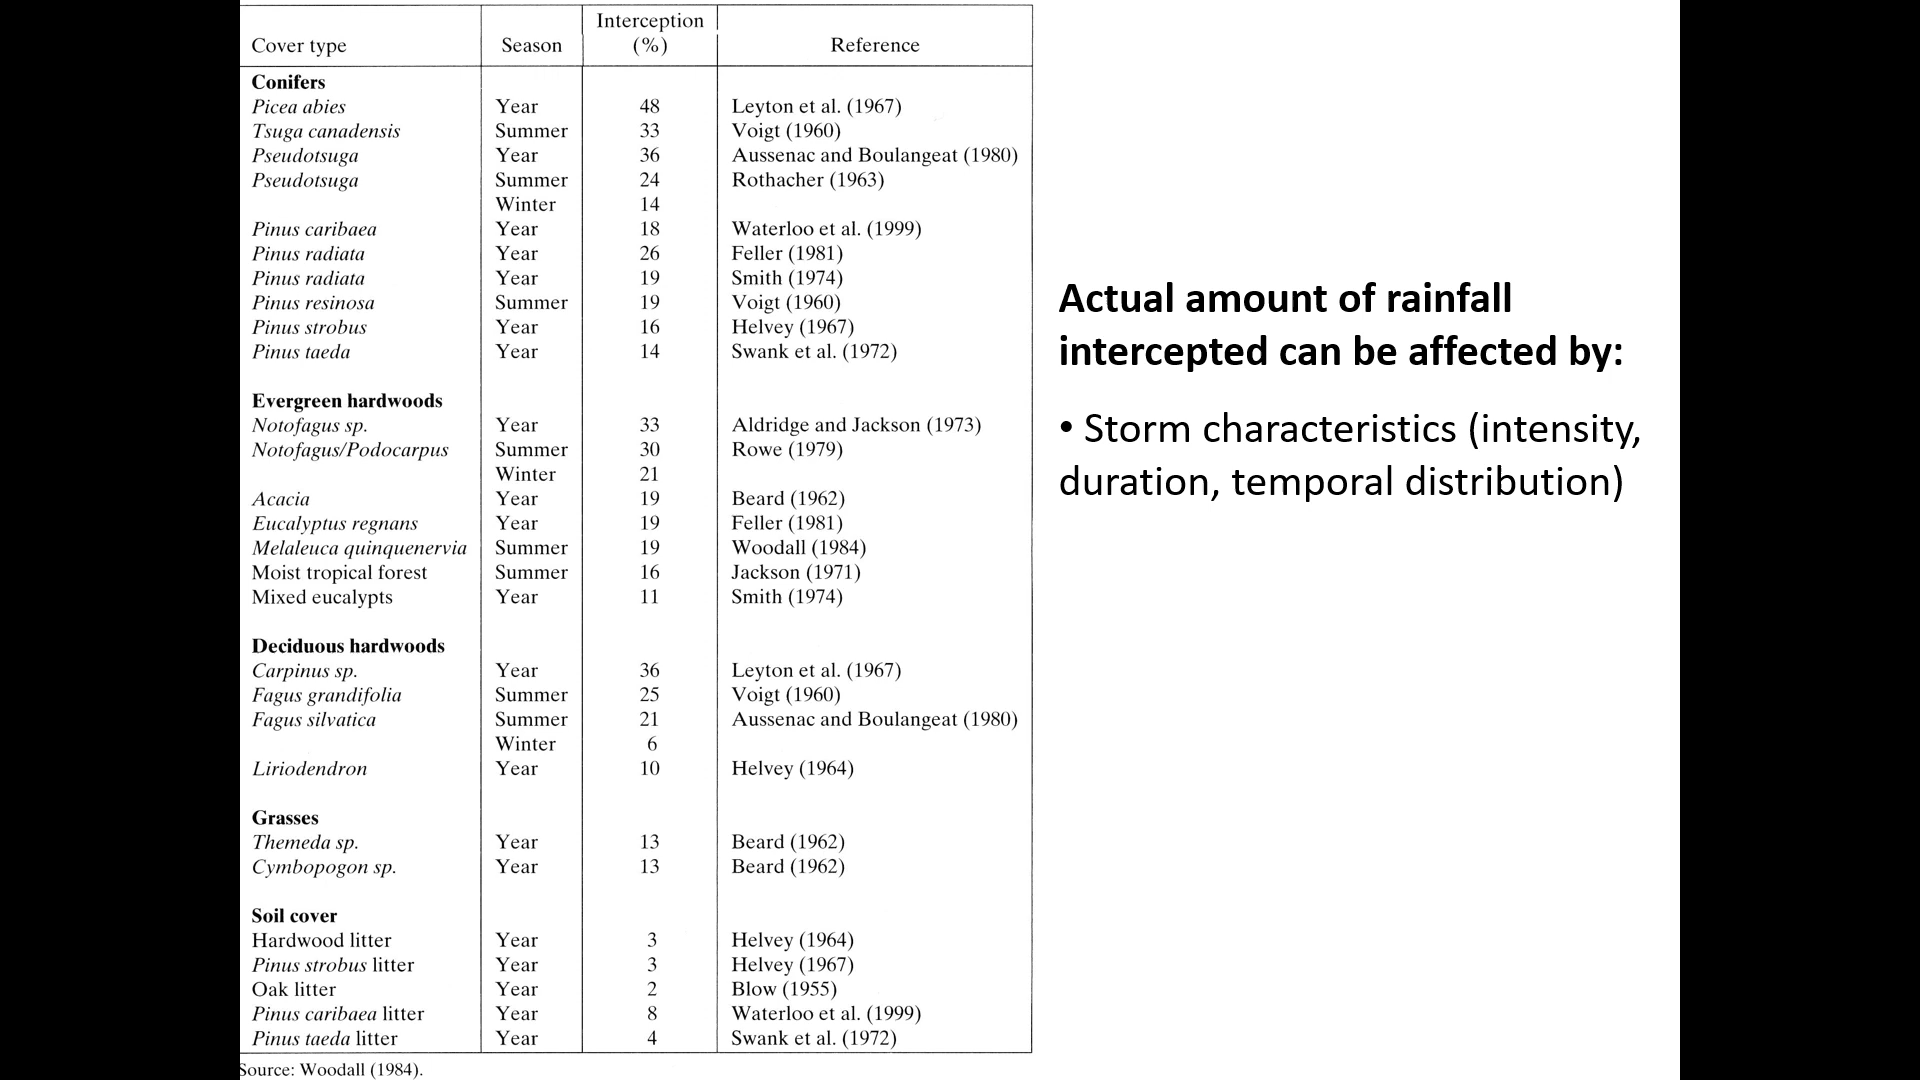 Cover type Season Interception (%) Reference
Conifers
Picea abies Year 48 Leyton et al. (1967)
Tsuga canadensis Summer 33 Voigt (1960)
Pseudotsuga Year 36 Aussenac and Boulangeat (1980)
Pseudotsuga Summer 24 Rothacher (1963)
Winter 14
Pinus caribaea Year 18 Waterloo et al. (1999)
Pinus radiata Year 26 Feller (1981)
Pinus radiata Year 19 Smith (1974)
Pinus resinosa Summer 19 Voigt (1960)
Pinus strobus Year 16 Helvey (1967)
Pinus taeda Year 14 Swank et al. (1972)
Evergreen hardwoods
Notofagus sp. Year 33 Aldridge and Jackson (1973)
Notofagus/Podocarpus Summer 30 Rowe (1979)
Winter 21
Acacia Year 19 Beard (1962)
Eucalyptus regnans Year 19 Feller (1981)
Melaleuca quinquenervia Summer 19 Woodall (1984)
Moist tropical forest Summer 16 Jackson (1971)
Mixed eucalypts Year 11 Smith (1974)
Deciduous hardwoods
Carpinus sp. Year 36 Leyton et al. (1967)
Fagus grandifolia Summer 25 Voigt (1960)
Fagus silvatica Summer 21 Aussenac and Boulangeat (1980)
Winter 6
Liriodendron Year 10 Helvey (1964)
Grasses
Themeda sp. Year 13 Beard (1962)
Cymbopogon sp. Year 13 Beard (1962)
Soil cover
Hardwood litter Year 3 Helvey (1964)
Pinus strobus litter Year 3 Helvey (1967)
Oak litter Year 2 Blow (1955)
Pinus caribaea litter Year 8 Waterloo et al. (1999)
Pinus taeda litter Year 4 Swank et al. (1972)
Source: Woodall (1984).
Actual amount of rainfall
intercepted can be affected by:
• Storm characteristics (intensity,
duration, temporal distribution)